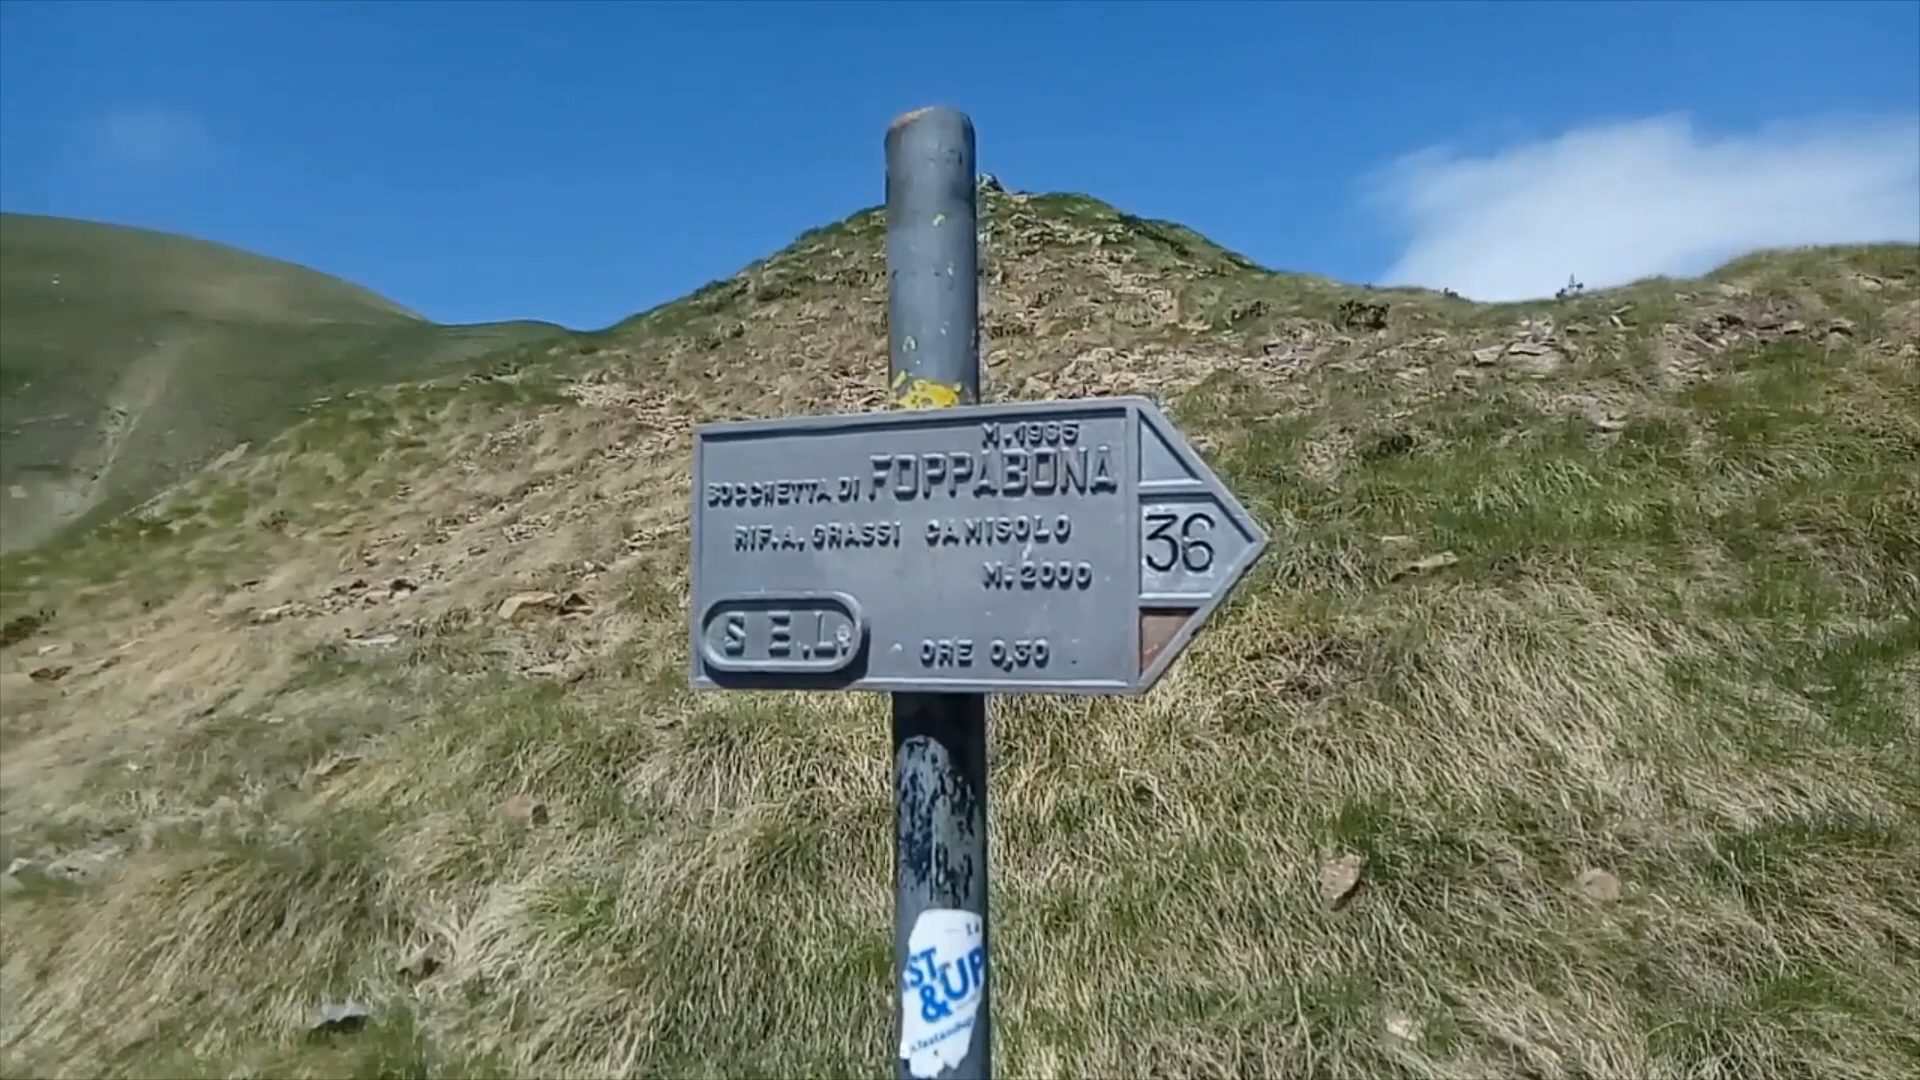 M. 1985
BOCCHETTA DI FOPPABONA
RIF. A. GRASSI CAMISOLO
M. 2000
S.E.L.
ORE 0,30
36
ST
&UP